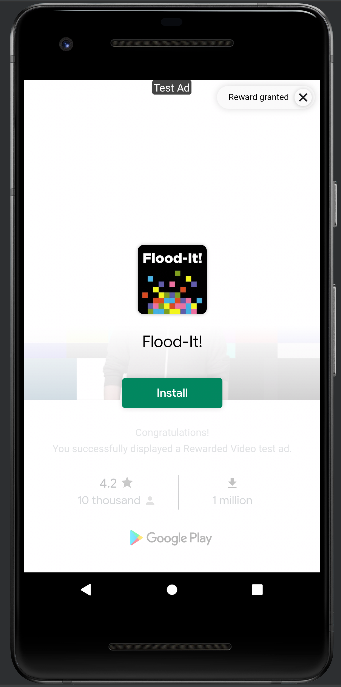 Test Ad
Reward granted
Flood-It!
Flood-It!
Install
Congratulations!
You successfully displayed a Rewarded Video test ad.
4.2
10 thousand
1 million
Google Play